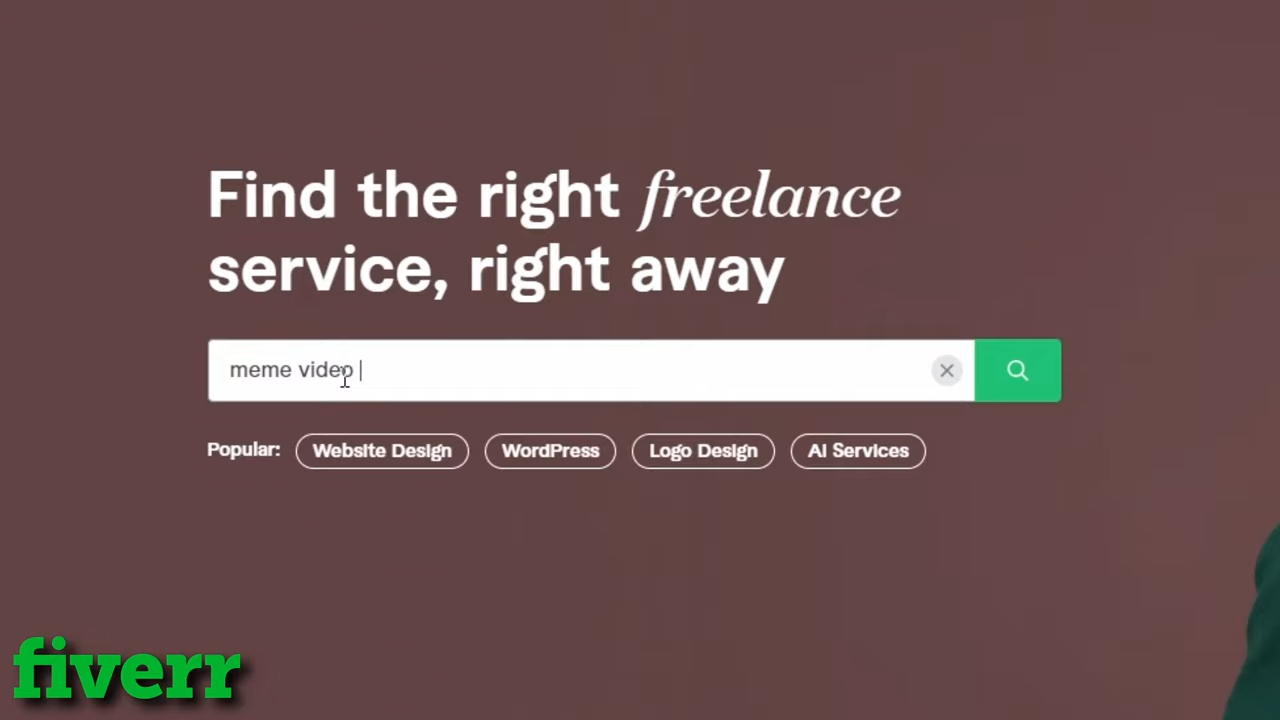 Find the right freelance
service, right away
meme video
Popular: Website Design WordPress Logo Design AI Services
fiverr